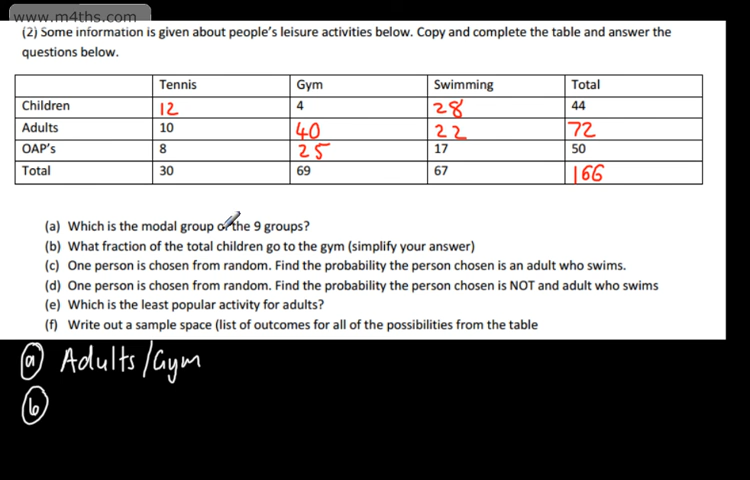 www.m4ths.com
(2) Some information is given about people's leisure activities below. Copy and complete the table and answer the
questions below.
Tennis Gym Swimming Total
Children 12 4 28 44
Adults 10 40 22 72
OAP's 8 25 17 50
Total 30 69 67 166
(a) Which is the modal group of the 9 groups?
(b) What fraction of the total children go to the gym (simplify your answer)
(c) One person is chosen from random. Find the probability the person chosen is an adult who swims.
(d) One person is chosen from random. Find the probability the person chosen is NOT and adult who swims
(e) Which is the least popular activity for adults?
(f) Write out a sample space (list of outcomes for all of the possibilities from the table
(a) Adults/Gym
(b)